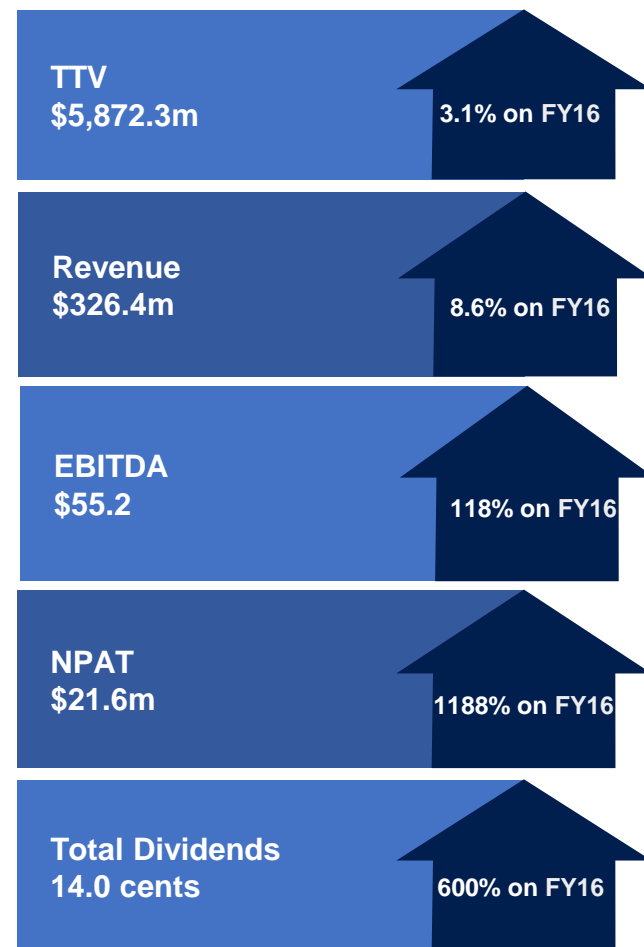 TTV
$5,872.3m
3.1% on FY16
Revenue
$326.4m
8.6% on FY16
EBITDA
$55.2
118% on FY16
NPAT
$21.6m
1188% on FY16
Total Dividends
14.0 cents
600% on FY16